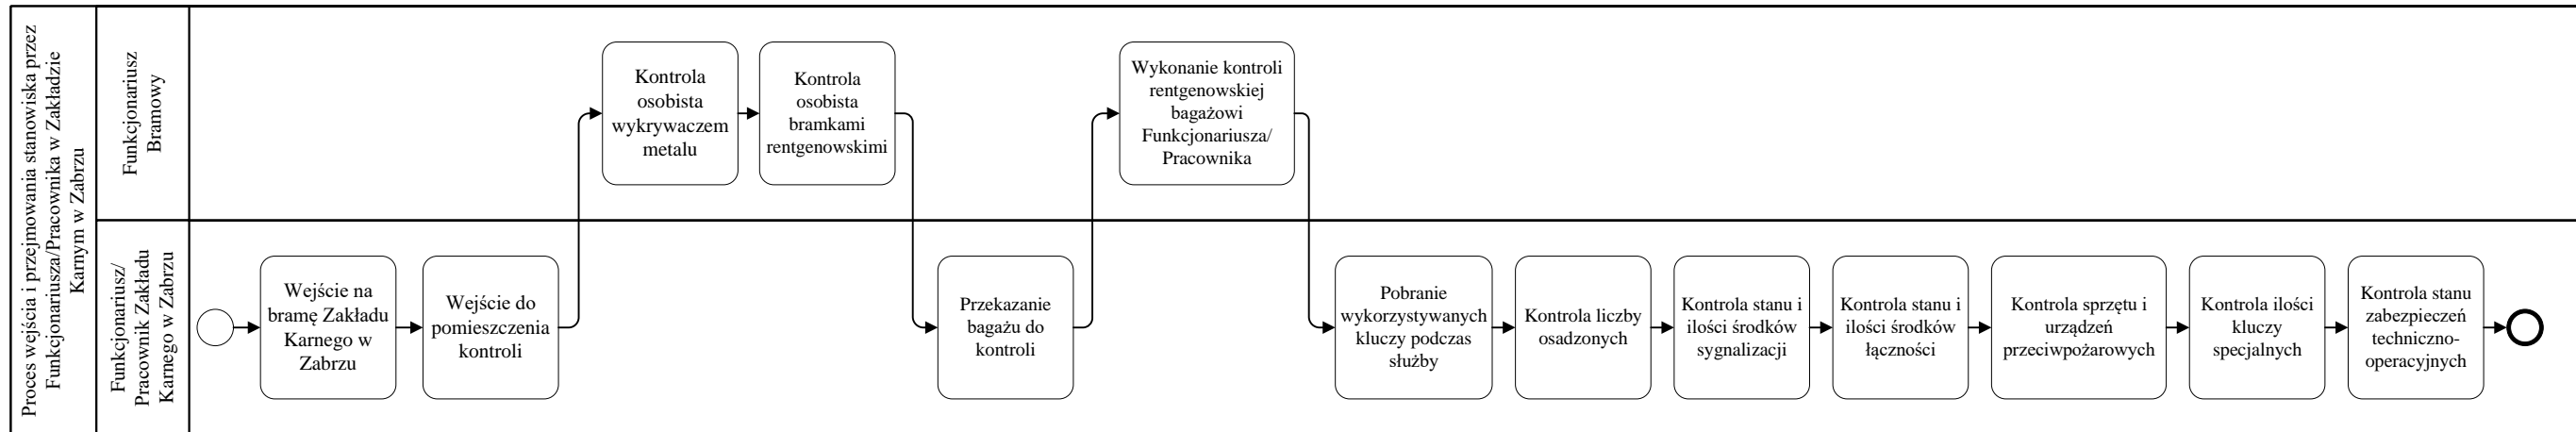 Proces wejścia i przejmowania stanowiska przez
Funkcjonariusza/Pracownika w Zakładzie
Karnym w Zabrzu
Funkcjonariusz
Bramowy
Kontrola
osobista
wykrywaczem
metalu
Kontrola
osobista
bramkami
rentgenowskimi
Wykonanie kontroli
rentgenowskiej
bagażowi
Funkcjonariusza/
Pracownika
Funkcjonariusz/
Pracownik Zakładu
Karnego w Zabrzu
Wejście na
bramę Zakładu
Karnego w
Zabrzu
Wejście do
pomieszczenia
kontroli
Przekazanie
bagażu do
kontroli
Pobranie
wykorzystywanych
kluczy podczas
służby
Kontrola liczby
osadzonych
Kontrola stanu i
ilości środków
sygnalizacji
Kontrola stanu i
ilości środków
łączności
Kontrola sprzętu i
urządzeń
przeciwpożarowych
Kontrola ilości
kluczy
specjalnych
Kontrola stanu
zabezpieczeń
techniczno-
operacyjnych